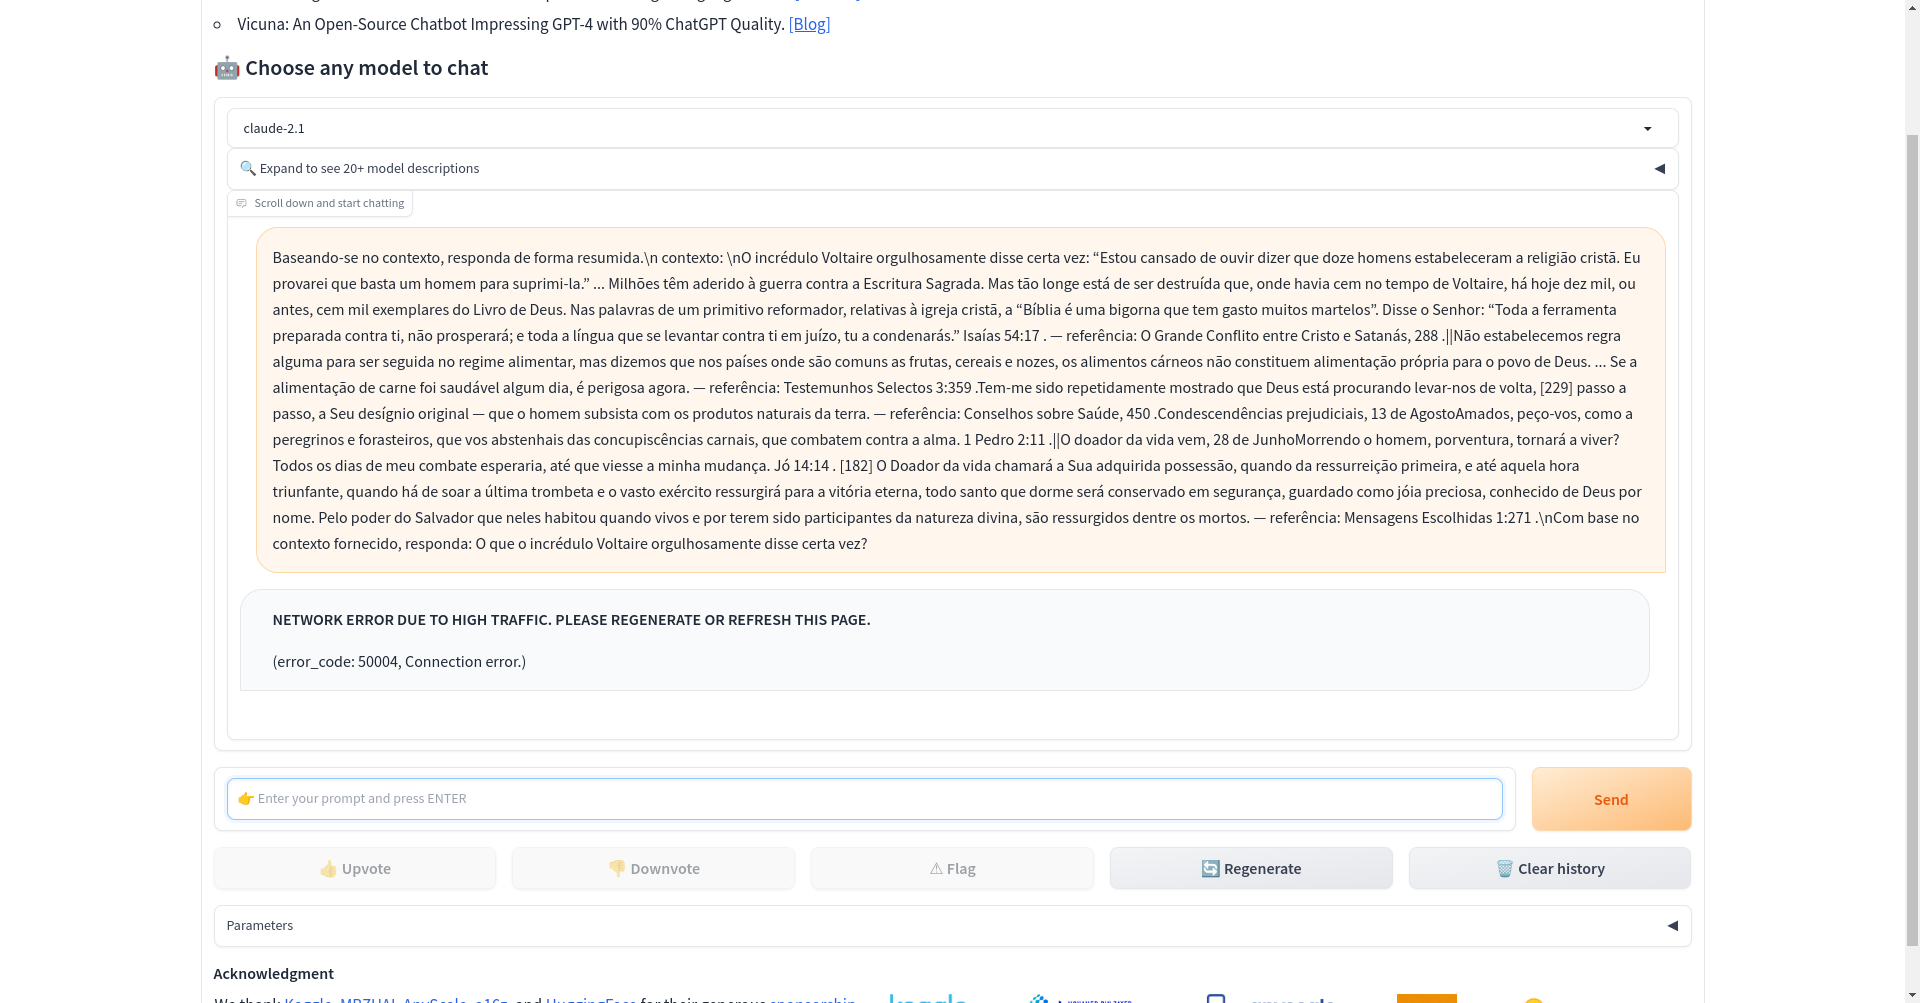 Vicuna: An Open-Source Chatbot Impressing GPT-4 with 90% ChatGPT Quality. [Blog]
🤖 Choose any model to chat
claude-2.1
🔍 Expand to see 20+ model descriptions
Scroll down and start chatting
Baseando-se no contexto, responda de forma resumida.\n contexto: \nO incrédulo Voltaire orgulhosamente disse certa vez: “Estou cansado de ouvir dizer que doze homens estabeleceram a religião cristã. Eu
provarei que basta um homem para suprimi-la.” ... Milhões têm aderido à guerra contra a Escritura Sagrada. Mas tão longe está de ser destruída que, onde havia cem no tempo de Voltaire, há hoje dez mil, ou
antes, cem mil exemplares do Livro de Deus. Nas palavras de um primitivo reformador, relativas à igreja cristã, a “Bíblia é uma bigorna que tem gasto muitos martelos”. Disse o Senhor: “Toda a ferramenta
preparada contra ti, não prosperará; e toda a língua que se levantar contra ti em juízo, tu a condenarás.” Isaías 54:17 . — referência: O Grande Conflito entre Cristo e Satanás, 288 .||Não estabelecemos regra
alguma para ser seguida no regime alimentar, mas dizemos que nos países onde são comuns as frutas, cereais e nozes, os alimentos cárneos não constituem alimentação própria para o povo de Deus. ... Se a
alimentação de carne foi saudável algum dia, é perigosa agora. — referência: Testemunhos Selectos 3:359 .Tem-me sido repetidamente mostrado que Deus está procurando levar-nos de volta, [229] passo a
passo, a Seu desígnio original — que o homem subsista com os produtos naturais da terra. — referência: Conselhos sobre Saúde, 450 .Condescendências prejudiciais, 13 de AgostoAmados, peço-vos, como a
peregrinos e forasteiros, que vos abstenhais das concupiscências carnais, que combatem contra a alma. 1 Pedro 2:11 .||O doador da vida vem, 28 de JunhoMorrendo o homem, porventura, tornará a viver?
Todos os dias de meu combate esperaria, até que viesse a minha mudança. Jó 14:14 . [182] O Doador da vida chamará a Sua adquirida possessão, quando da ressurreição primeira, e até aquela hora
triunfante, quando há de soar a última trombeta e o vasto exército ressurgirá para a vitória eterna, todo santo que dorme será conservado em segurança, guardado como jóia preciosa, conhecido de Deus por
nome. Pelo poder do Salvador que neles habitou quando vivos e por terem sido participantes da natureza divina, são ressurgidos dentre os mortos. — referência: Mensagens Escolhidas 1:271 .\nCom base no
contexto fornecido, responda: O que o incrédulo Voltaire orgulhosamente disse certa vez?
NETWORK ERROR DUE TO HIGH TRAFFIC. PLEASE REGENERATE OR REFRESH THIS PAGE.
(error_code: 50004, Connection error.)
👉 Enter your prompt and press ENTER
Send
👍 Upvote
👎 Downvote
⚠ Flag
🔄 Regenerate
🗑️ Clear history
Parameters
Acknowledgment
We thank Kaggle, MBZUAI, AnyScale, a16z, and HuggingFace for their generous sponsorship.
kaggle